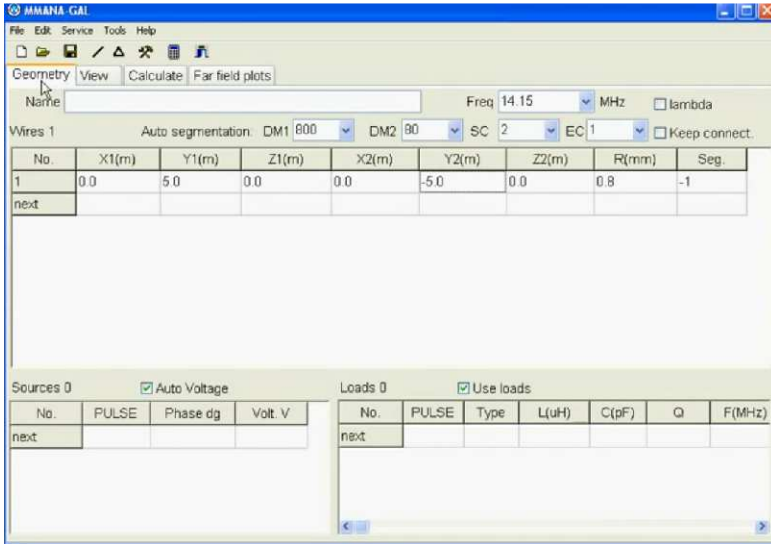 MMANA-GAL
File Edit Service Tools Help
Geometry View Calculate Far field plots
Name Freq 14.15 MHz lambda
Wires 1 Auto segmentation: DM1 800 DM2 80 SC 2 EC 1 Keep connect.
No. X1(m) Y1(m) Z1(m) X2(m) Y2(m) Z2(m) R(mm) Seg.
1 0.0 5.0 0.0 0.0 -5.0 0.0 0.8 -1
next
Sources 0 Auto Voltage Loads 0 Use loads
No. PULSE Phase dg Volt. V No. PULSE Type L(uH) C(pF) Q F(MHz)
next next